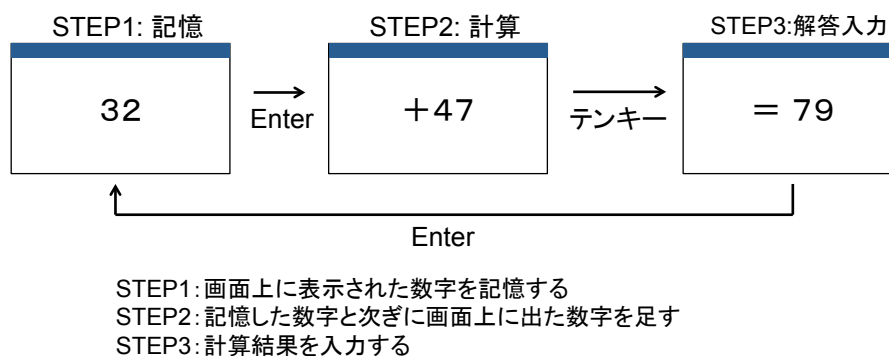 STEP1: 記憶
STEP2: 計算
STEP3:解答入力
32
Enter
＋47
テンキー
＝ 79
Enter
STEP1：画面上に表示された数字を記憶する
STEP2：記憶した数字と次ぎに画面上に出た数字を足す
STEP3：計算結果を入力する